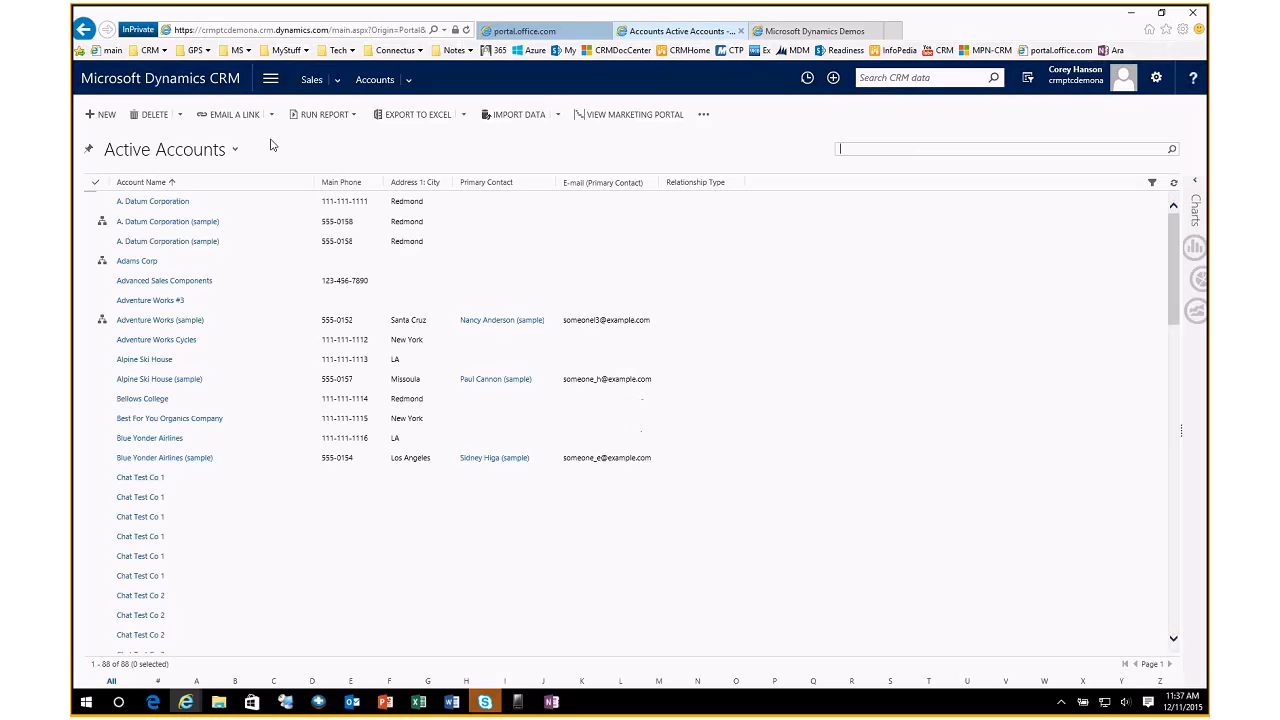 InPrivate https://crmptcdemona.crm.dynamics.com/main.aspx?Origin=Portal& portal.office.com Accounts Active Accounts -... Microsoft Dynamics Demos
main CRM GPS MS MyStuff Tech Connectus Notes 365 Azure My CRMDocCenter CRMHome CTP Ex MDM Readiness InfoPedia CRM MPN-CRM portal.office.com Ara
Microsoft Dynamics CRM Sales Accounts Search CRM data Corey Hanson
crmptcdemona
NEW DELETE EMAIL A LINK RUN REPORT EXPORT TO EXCEL IMPORT DATA VIEW MARKETING PORTAL
Active Accounts
Account Name Main Phone Address 1: City Primary Contact E-mail (Primary Contact) Relationship Type
Charts
A. Datum Corporation 111-111-1111 Redmond
A. Datum Corporation (sample) 555-0158 Redmond
A. Datum Corporation (sample) 555-0158 Redmond
Adams Corp
Advanced Sales Components 123-456-7890
Adventure Works #3
Adventure Works (sample) 555-0152 Santa Cruz Nancy Anderson (sample) someonei3@example.com
Adventure Works Cycles 111-111-1112 New York
Alpine Ski House 111-111-1113 LA
Alpine Ski House (sample) 555-0157 Missoula Paul Cannon (sample) someone_h@example.com
Bellows College 111-111-1114 Redmond
Best For You Organics Company 111-111-1115 New York
Blue Yonder Airlines 111-111-1116 LA
Blue Yonder Airlines (sample) 555-0154 Los Angeles Sidney Higa (sample) someone_e@example.com
Chat Test Co 1
Chat Test Co 1
Chat Test Co 1
Chat Test Co 1
Chat Test Co 1
Chat Test Co 1
Chat Test Co 2
Chat Test Co 2
Chat Test Co 2
1 - 88 of 88 (0 selected) Page 1
All # A B C D E F G H I J K L M N O P Q R S T U V W X Y Z
11:37 AM
12/11/2015